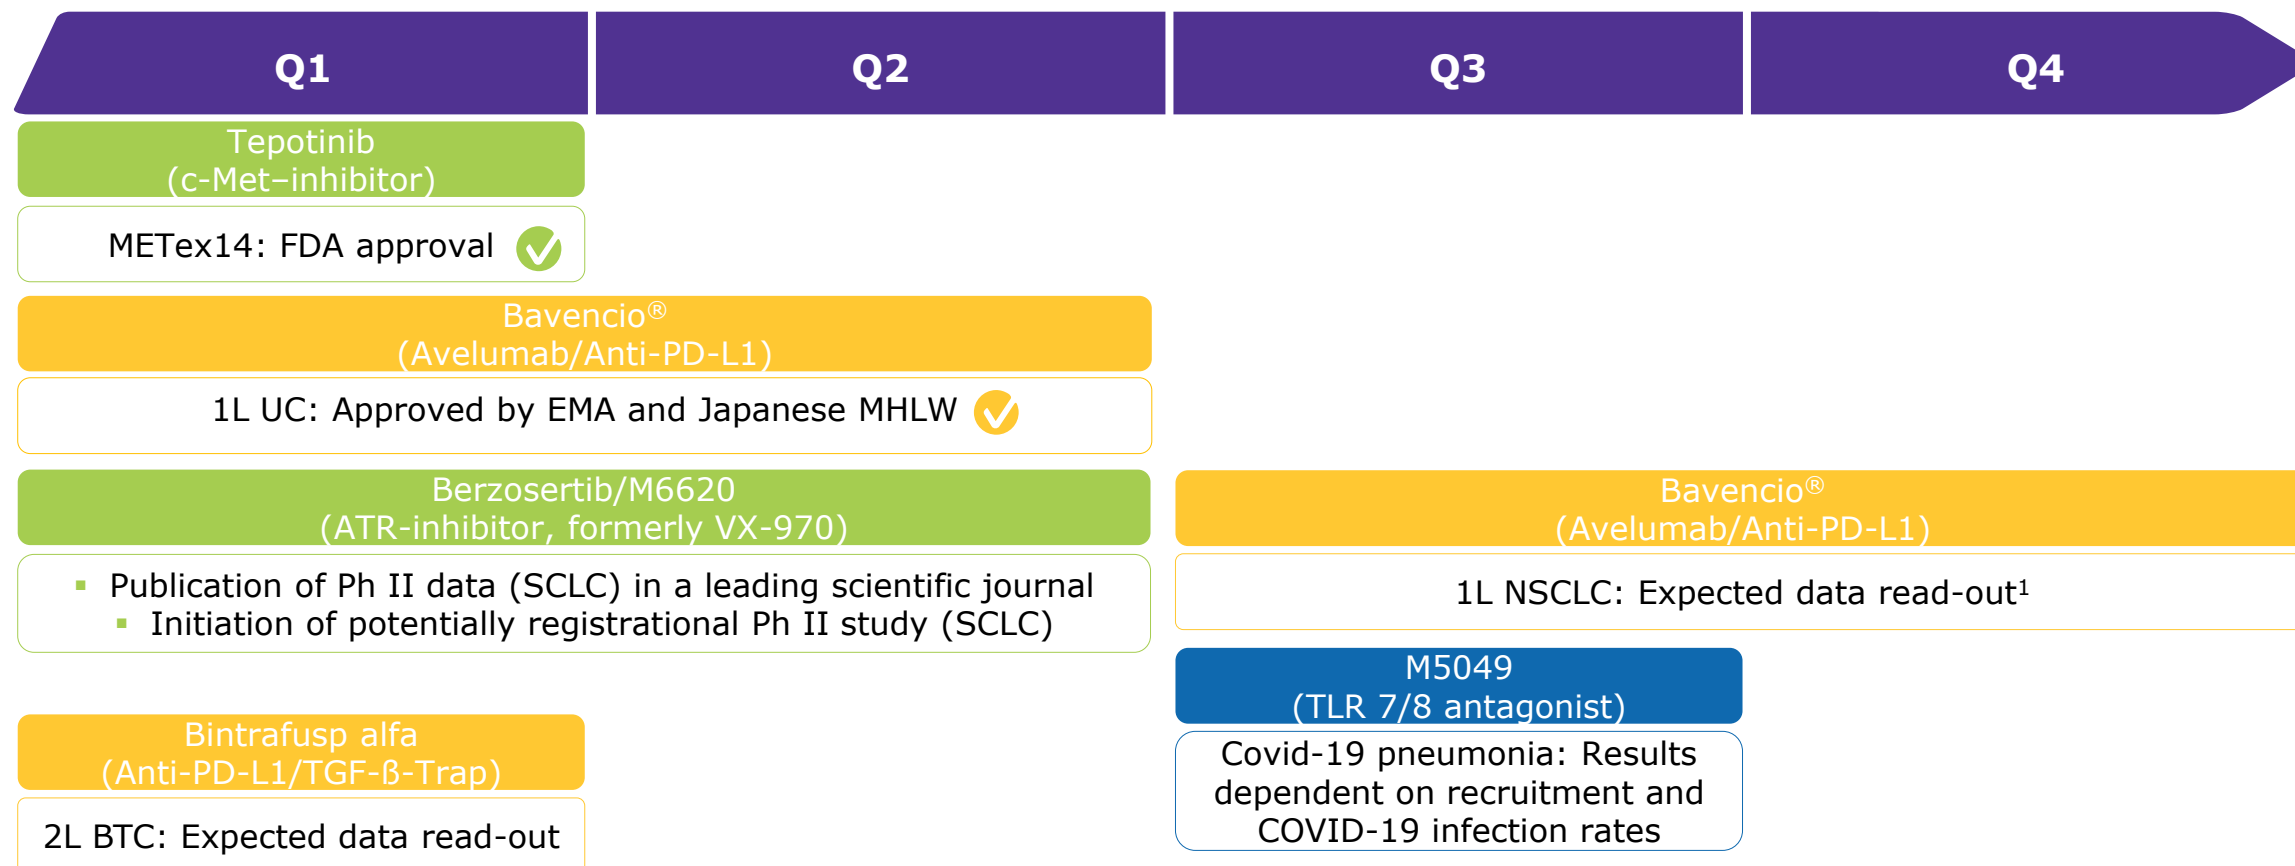 Q1
Q2
Q3
Q4
Tepotinib
(c-Met–inhibitor)
METex14: FDA approval
Bavencio®
(Avelumab/Anti-PD-L1)
1L UC: Approved by EMA and Japanese MHLW
Berzosertib/M6620
(ATR-inhibitor, formerly VX-970)
▪ Publication of Ph II data (SCLC) in a leading scientific journal
▪ Initiation of potentially registrational Ph II study (SCLC)
Bavencio®
(Avelumab/Anti-PD-L1)
1L NSCLC: Expected data read-out¹
M5049
(TLR 7/8 antagonist)
Covid-19 pneumonia: Results
dependent on recruitment and
COVID-19 infection rates
Bintrafusp alfa
(Anti-PD-L1/TGF-ß-Trap)
2L BTC: Expected data read-out